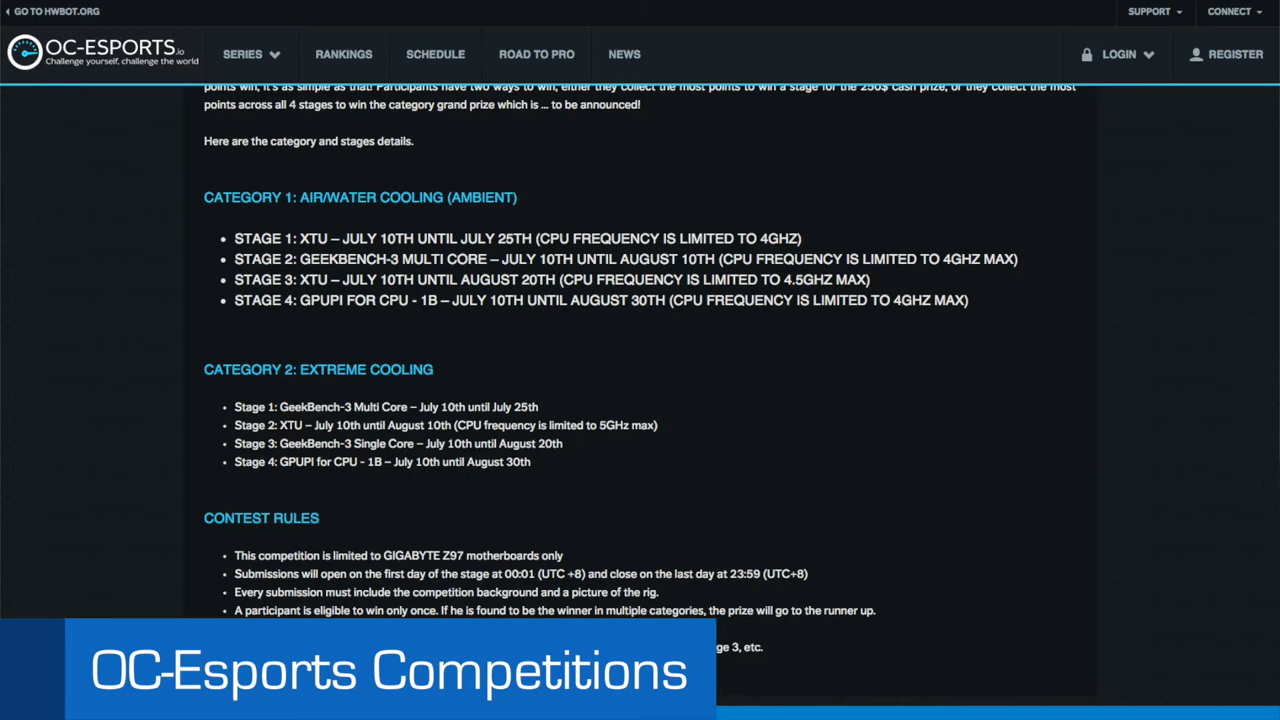 GO TO HWBOT.ORG
SUPPORT
CONNECT
OC-ESPORTS.io
Challenge yourself, challenge the world
SERIES
RANKINGS
SCHEDULE
ROAD TO PRO
NEWS
LOGIN
REGISTER
points win, it's as simple as that! Participants have two ways to win, either they collect the most points to win a stage for the 250$ cash prize, or they collect the most
points across all 4 stages to win the category grand prize which is ... to be announced!
Here are the category and stages details.
CATEGORY 1: AIR/WATER COOLING (AMBIENT)
• STAGE 1: XTU – JULY 10TH UNTIL JULY 25TH (CPU FREQUENCY IS LIMITED TO 4GHZ)
• STAGE 2: GEEKBENCH-3 MULTI CORE – JULY 10TH UNTIL AUGUST 10TH (CPU FREQUENCY IS LIMITED TO 4GHZ MAX)
• STAGE 3: XTU – JULY 10TH UNTIL AUGUST 20TH (CPU FREQUENCY IS LIMITED TO 4.5GHZ MAX)
• STAGE 4: GPUPI FOR CPU - 1B – JULY 10TH UNTIL AUGUST 30TH (CPU FREQUENCY IS LIMITED TO 4GHZ MAX)
CATEGORY 2: EXTREME COOLING
• Stage 1: GeekBench-3 Multi Core – July 10th until July 25th
• Stage 2: XTU – July 10th until August 10th (CPU frequency is limited to 5GHz max)
• Stage 3: GeekBench-3 Single Core – July 10th until August 20th
• Stage 4: GPUPI for CPU - 1B – July 10th until August 30th
CONTEST RULES
• This competition is limited to GIGABYTE Z97 motherboards only
• Submissions will open on the first day of the stage at 00:01 (UTC +8) and close on the last day at 23:59 (UTC+8)
• Every submission must include the competition background and a picture of the rig.
• A participant is eligible to win only once. If he is found to be the winner in multiple categories, the prize will go to the runner up.
ge 3, etc.
OC-Esports Competitions